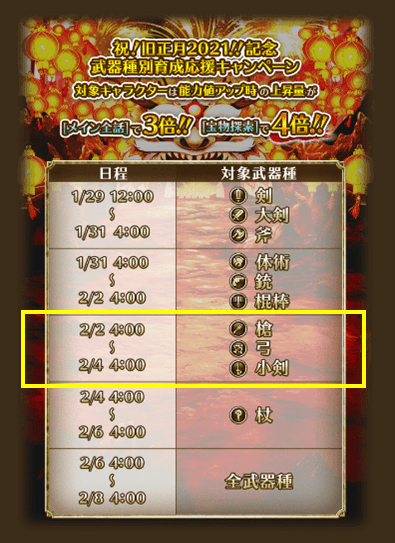 祝!旧正月2021!!記念
武器種別育成応援キャンペーン
対象キャラクターは能力値アップ時の上昇量が
[メイン全話]で3倍!! [宝物探索]で4倍!!
日程 対象武器種
1/29 12:00
〜
1/31 4:00
剣
大剣
斧
1/31 4:00
〜
2/2 4:00
体術
銃
棍棒
2/2 4:00
〜
2/4 4:00
槍
弓
小剣
2/4 4:00
〜
2/6 4:00
杖
2/6 4:00
〜
2/8 4:00
全武器種